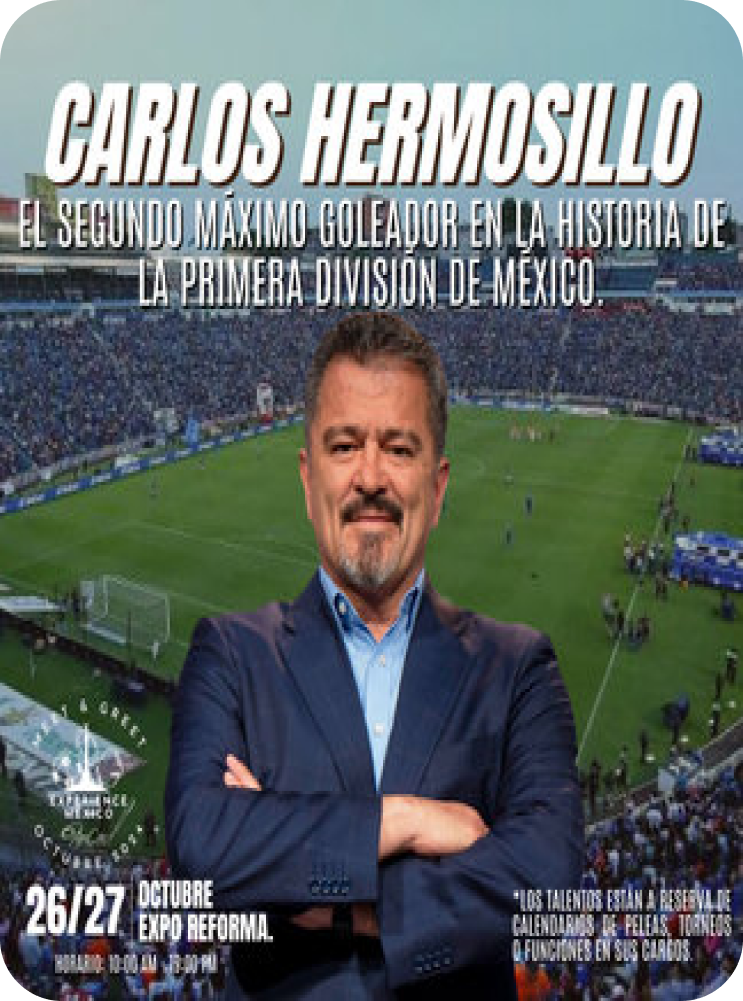 CARLOS HERMOSILLO
EL SEGUNDO MÁXIMO GOLEADOR EN LA HISTORIA DE
LA PRIMERA DIVISIÓN DE MÉXICO.
MEET & GREET
EXPERIENCE
MÉXICO
OCTUBRE, 2024
26/27
OCTUBRE
EXPO REFORMA.
HORARIO: 10:00 AM - 19:00 PM
*LOS TALENTOS ESTÁN A RESERVA DE
CALENDARIOS DE PELEAS, TORNEOS
O FUNCIONES EN SUS CARGOS.